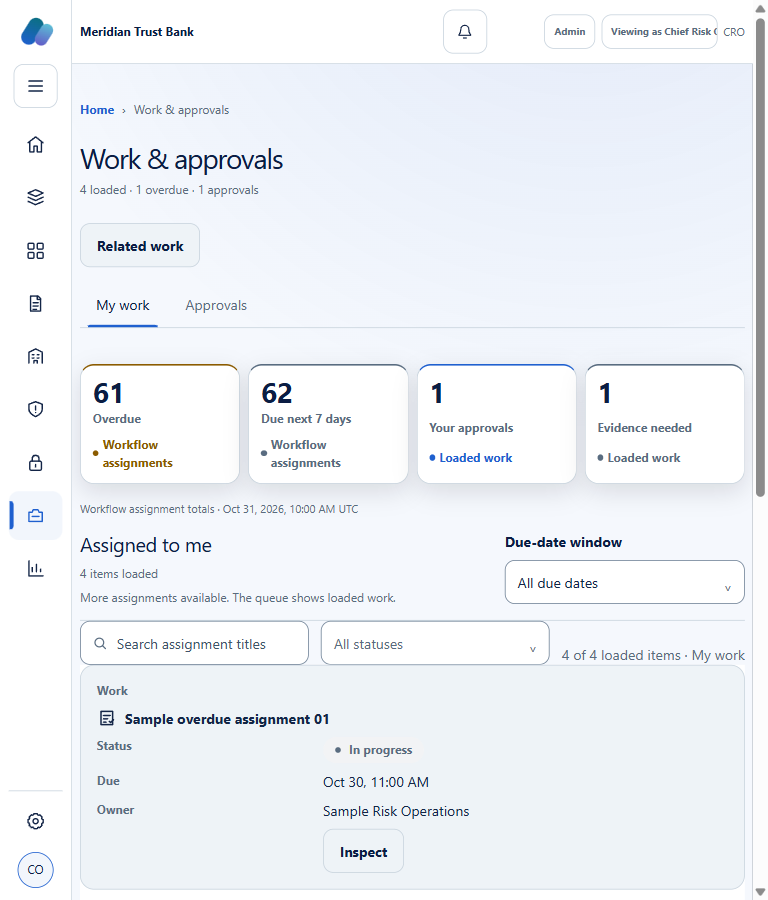 Meridian Trust Bank
Admin
Viewing as Chief Risk
CRO
Home › Work & approvals
Work & approvals
4 loaded · 1 overdue · 1 approvals
Related work
My work
Approvals
61
Overdue
Workflow
assignments
62
Due next 7 days
Workflow
assignments
1
Your approvals
Loaded work
1
Evidence needed
Loaded work
Workflow assignment totals · Oct 31, 2026, 10:00 AM UTC
Assigned to me
4 items loaded
More assignments available. The queue shows loaded work.
Due-date window
All due dates
Search assignment titles
All statuses
4 of 4 loaded items · My work
Work
Sample overdue assignment 01
Status
In progress
Due
Oct 30, 11:00 AM
Owner
Sample Risk Operations
Inspect
CO